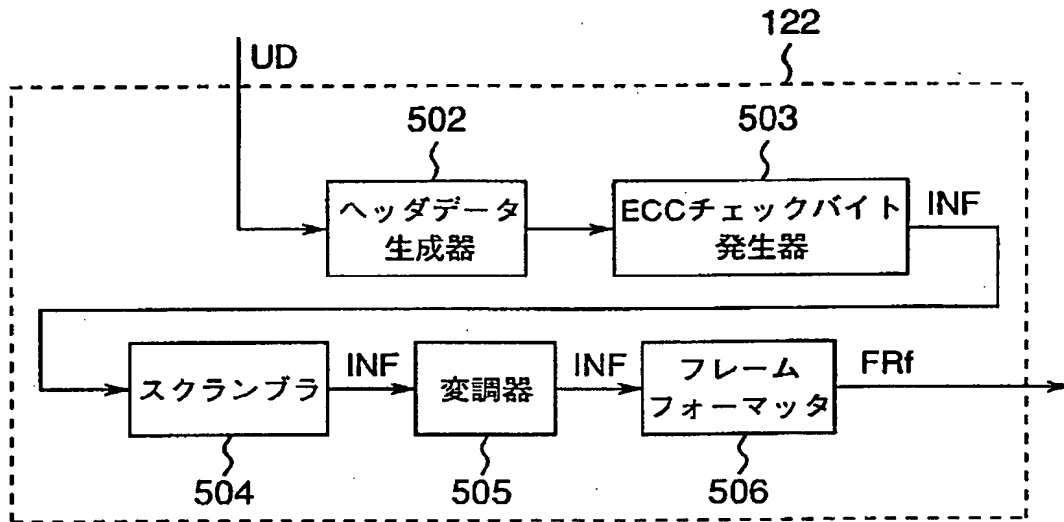 122
UD
502
503
ヘッダデータ
生成器
ECCチェックバイト
発生器
INF
スクランブラ
INF
変調器
INF
フレーム
フォーマッタ
FRf
504
505
506